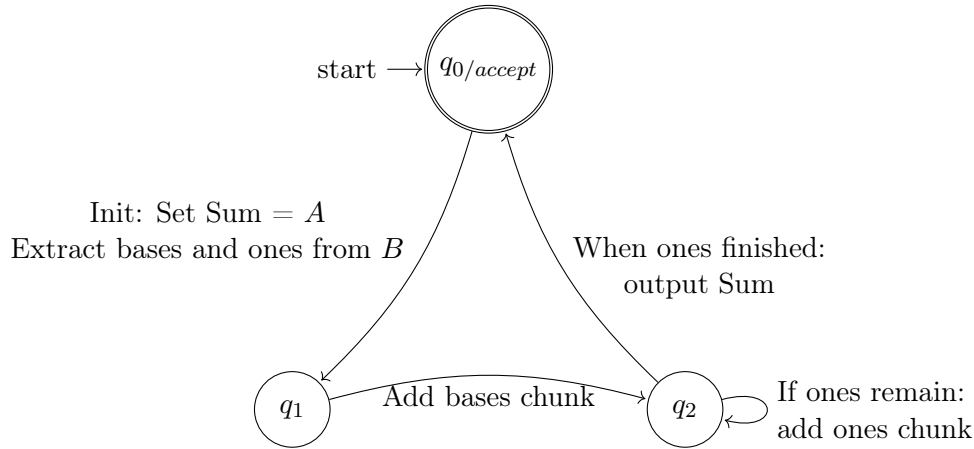 start
q0/accept
Init: Set Sum = A
Extract bases and ones from B
When ones finished:
output Sum
q1
Add bases chunk
q2
If ones remain:
add ones chunk